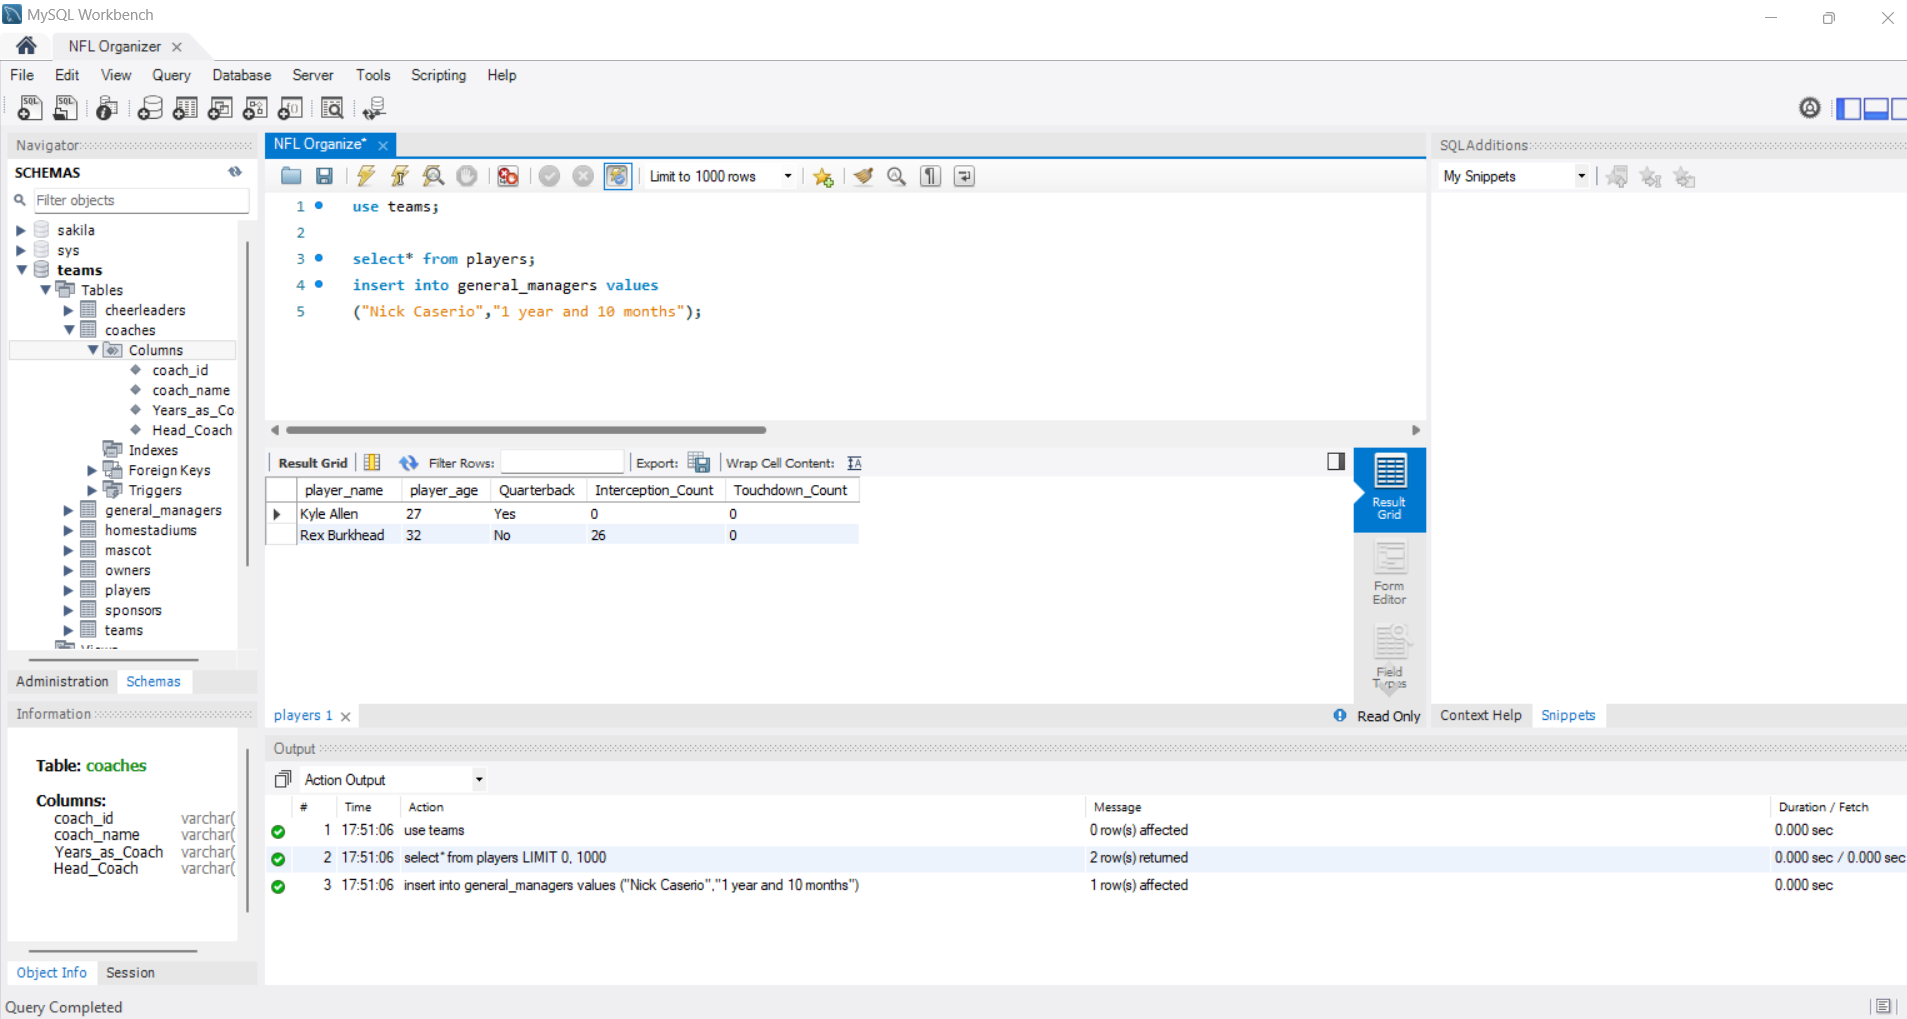 MySQL Workbench
NFL Organizer
File Edit View Query Database Server Tools Scripting Help
Navigator
SCHEMAS
Filter objects
sakila
sys
teams
Tables
cheerleaders
coaches
Columns
coach_id
coach_name
Years_as_Co
Head_Coach
Indexes
Foreign Keys
Triggers
general_managers
homestadiums
mascot
owners
players
sponsors
teams
Views
Administration Schemas
Information
Table: coaches
Columns:
coach_id varchar(
coach_name varchar(
Years_as_Coach varchar(
Head_Coach varchar(
Object Info Session
Query Completed
NFL Organize*
Limit to 1000 rows
1 use teams;
2
3 select* from players;
4 insert into general_managers values
5 ("Nick Caserio","1 year and 10 months");
Result Grid Filter Rows: Export: Wrap Cell Content:
player_name player_age Quarterback Interception_Count Touchdown_Count
Kyle Allen 27 Yes 0 0
Rex Burkhead 32 No 26 0
Result
Grid
Form
Editor
Field
Types
players 1
Read Only
SQLAdditions
My Snippets
Context Help Snippets
Output
Action Output
# Time Action Message Duration / Fetch
1 17:51:06 use teams 0 row(s) affected 0.000 sec
2 17:51:06 select* from players LIMIT 0, 1000 2 row(s) returned 0.000 sec / 0.000 sec
3 17:51:06 insert into general_managers values ("Nick Caserio","1 year and 10 months") 1 row(s) affected 0.000 sec